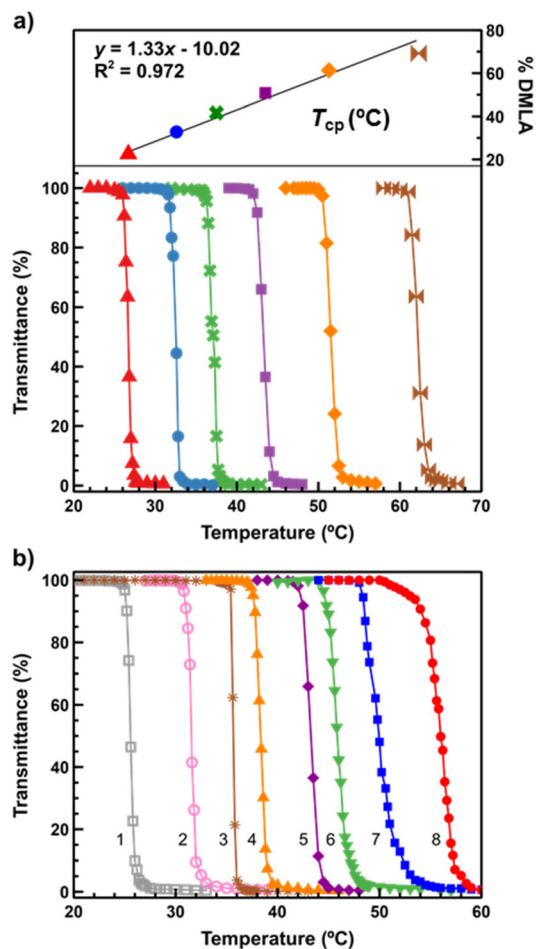 a)
y = 1.33x - 10.02
R² = 0.972
Tcp (ºC)
80
60
40
20
% DMLA
100
80
60
40
20
0
Transmittance (%)
20 30 40 50 60 70
Temperature (ºC)
b)
100
80
60
40
20
0
Transmittance (%)
1 2 3 4 5 6 7 8
20 30 40 50 60
Temperature (ºC)